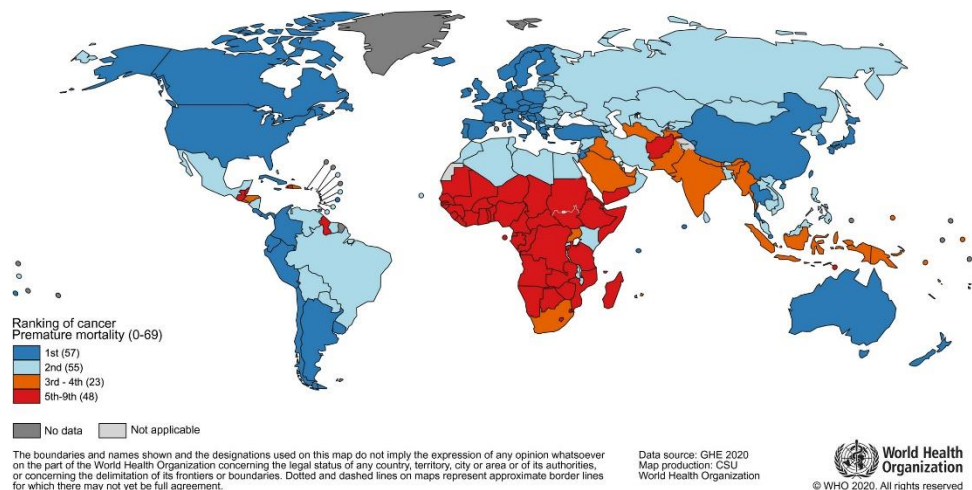 Ranking of cancer
Premature mortality (0-69)
1st (57)
2nd (55)
3rd - 4th (23)
5th-9th (48)
No data
Not applicable
The boundaries and names shown and the designations used on this map do not imply the expression of any opinion whatsoever
on the part of the World Health Organization concerning the legal status of any country, territory, city or area or of its authorities,
or concerning the delimitation of its frontiers or boundaries. Dotted and dashed lines on maps represent approximate border lines
for which there may not yet be full agreement.
Data source: GHE 2020
Map production: CSU
World Health Organization
World Health
Organization
© WHO 2020. All rights reserved